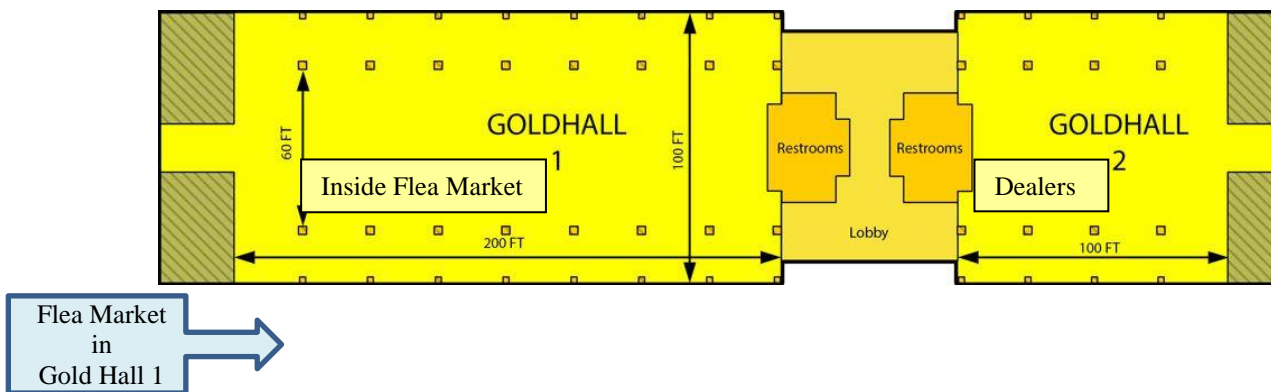 GOLDHALL
1
60 FT
Inside Flea Market
100 FT
200 FT
Restrooms
Restrooms
Lobby
GOLDHALL
2
Dealers
100 FT
Flea Market
in
Gold Hall 1